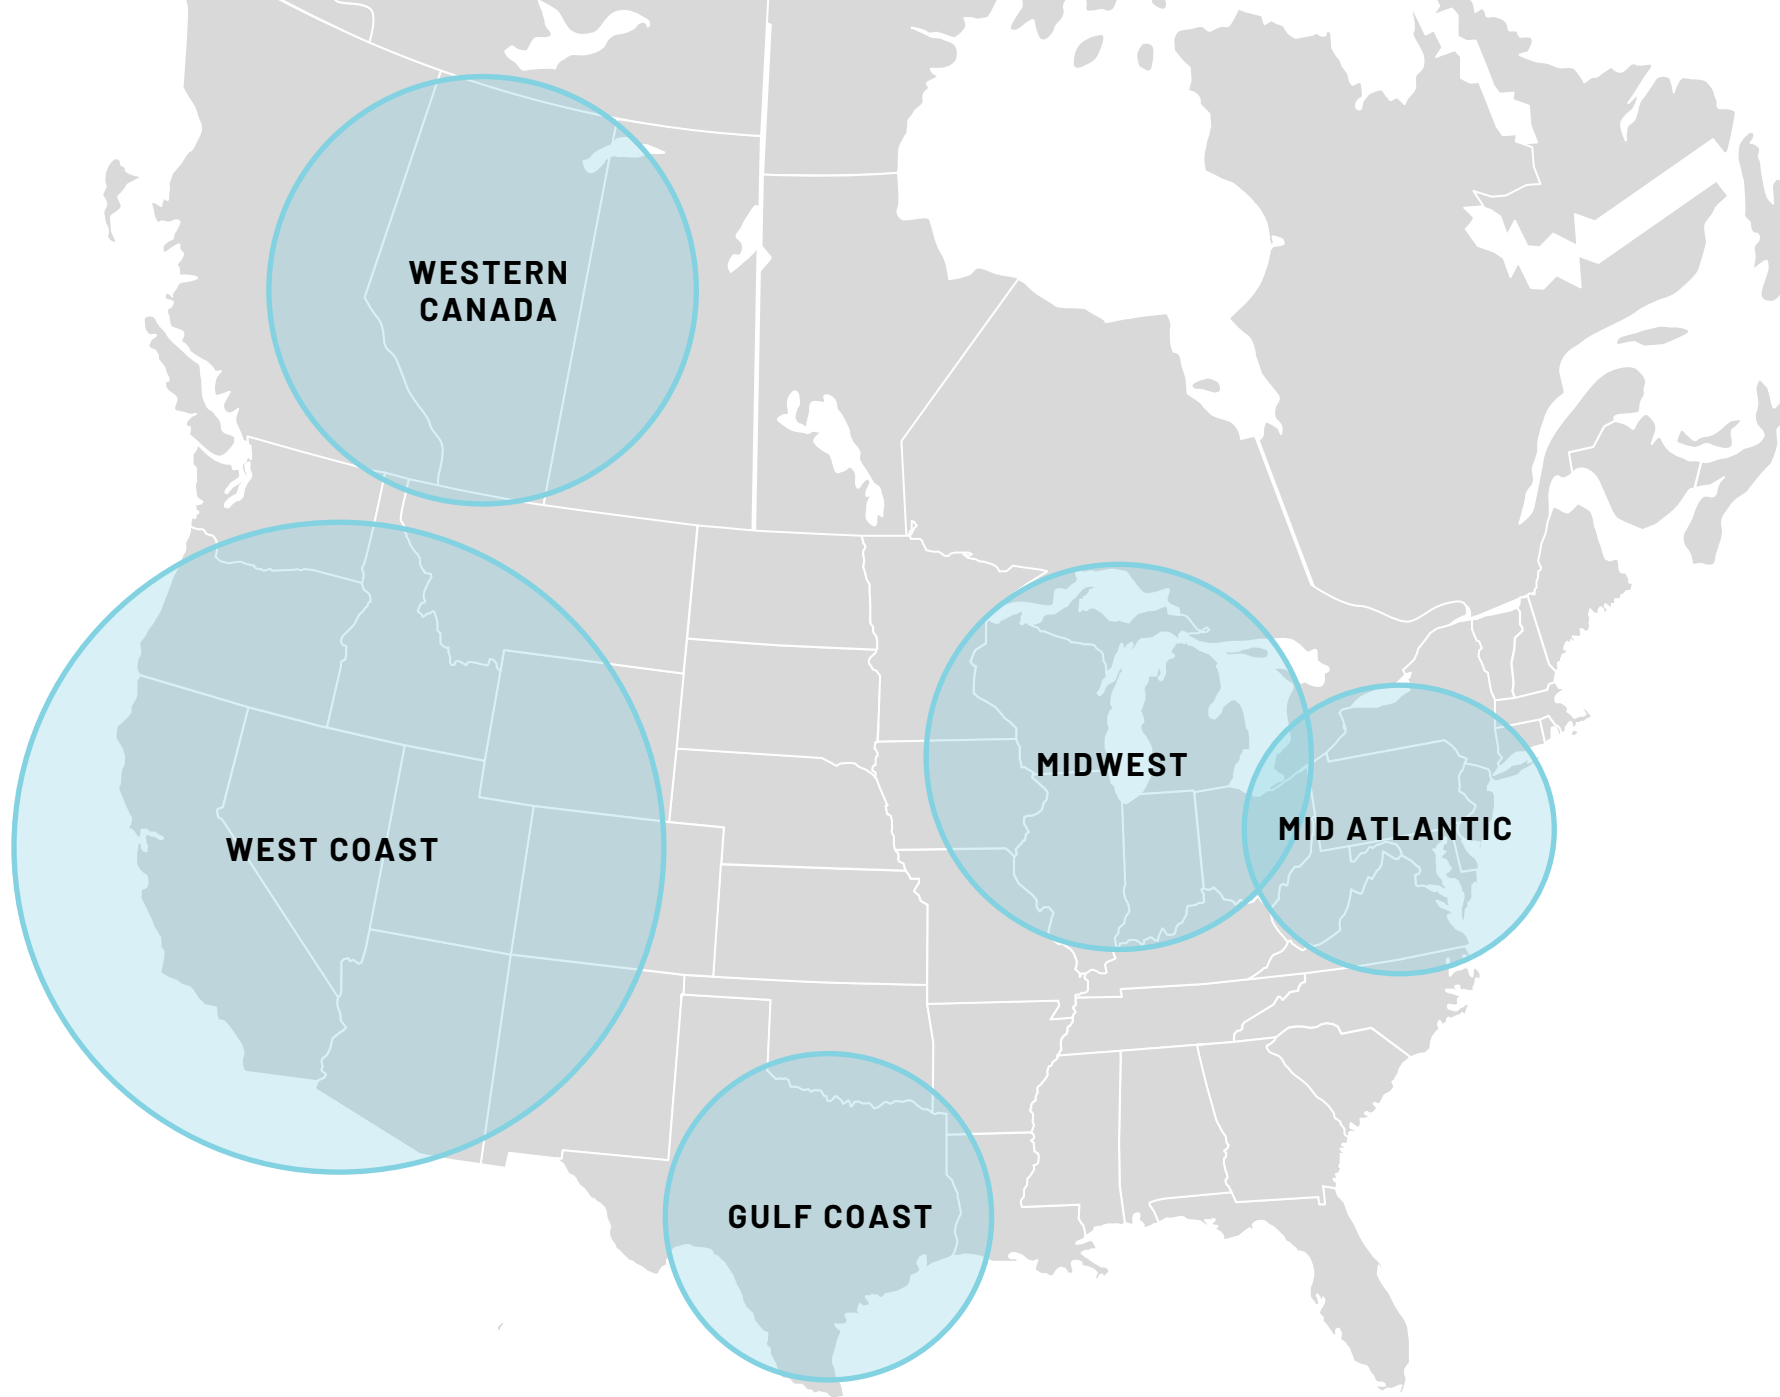 WESTERN
CANADA
MIDWEST
MID ATLANTIC
WEST COAST
GULF COAST